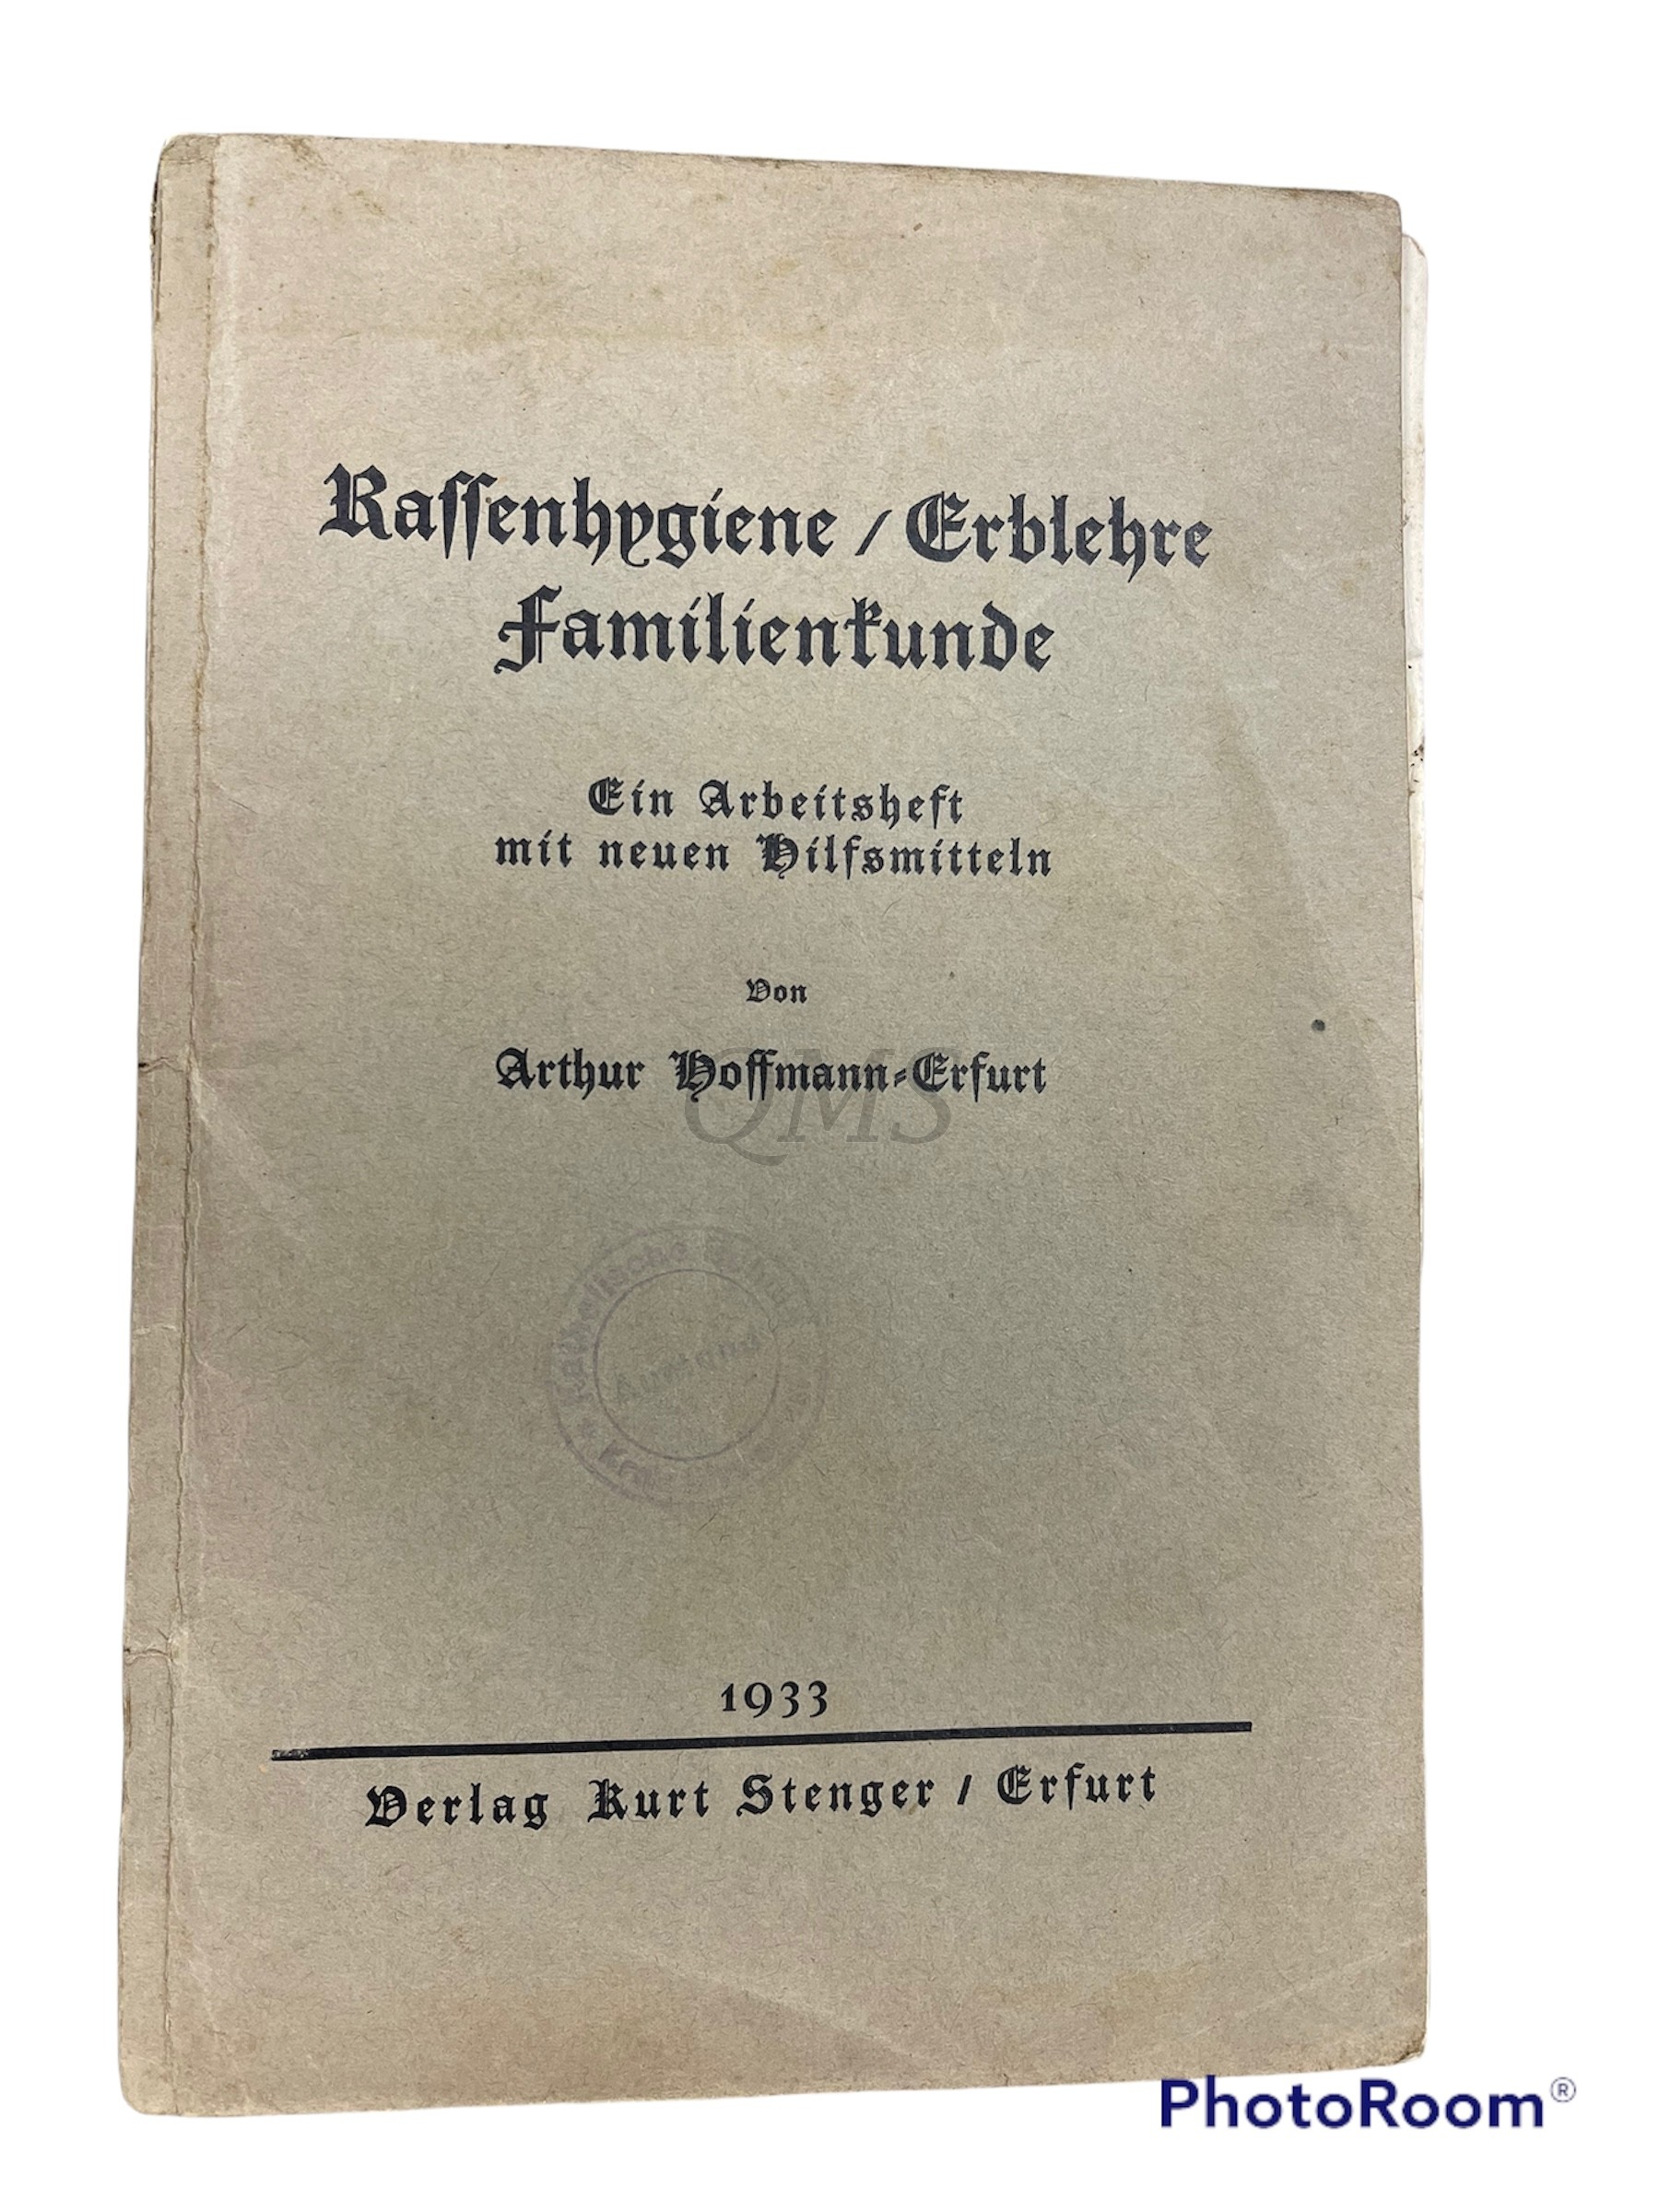 Rassenhygiene / Erblehre
Familienkunde
Ein Arbeitsheft
mit neuen Hilfsmitteln
Von
Arthur Hoffmann-Erfurt
QMS
1933
Verlag Kurt Stenger / Erfurt
PhotoRoom®